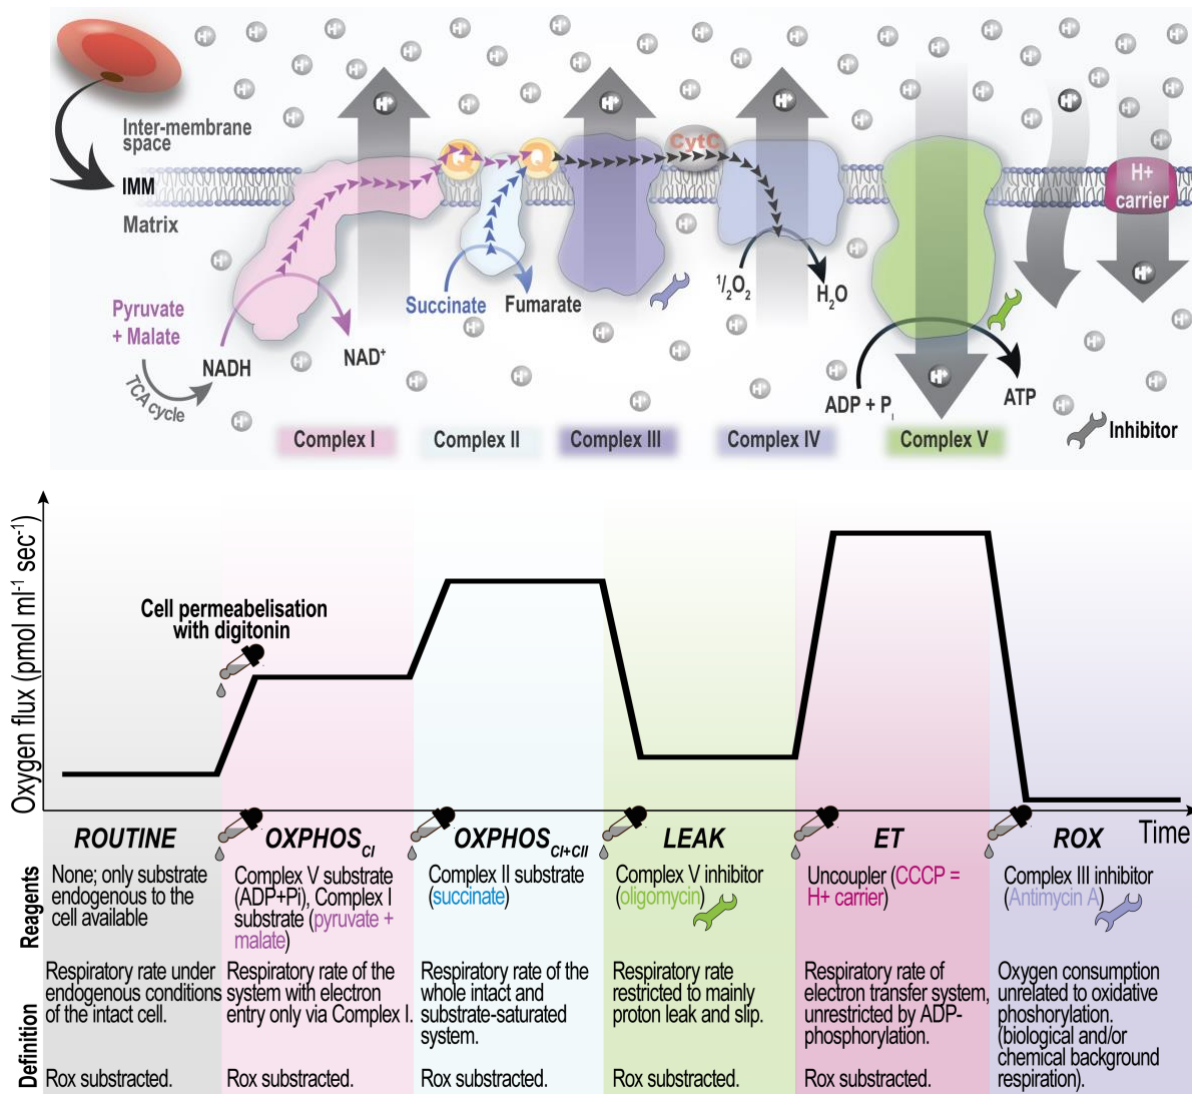 Inter-membrane
space
IMM
Matrix
Pyruvate
+ Malate
TCA cycle
NADH
NAD⁺
Q
Q
Succinate
Fumarate
CytC
¹/₂O₂
H₂O
ADP + Pᵢ
ATP
H+
carrier
H⁺
H⁺
H⁺
H⁺
H⁺
H⁺
Inhibitor
Complex I
Complex II
Complex III
Complex IV
Complex V
Oxygen flux (pmol ml⁻¹ sec⁻¹)
Cell permeabelisation
with digitonin
Time
ROUTINE
OXPHOS CI
OXPHOS CI+CII
LEAK
ET
ROX
Reagents
None; only substrate
endogenous to the
cell available
Complex V substrate
(ADP+Pi), Complex I
substrate (pyruvate +
malate)
Complex II substrate
(succinate)
Complex V inhibitor
(oligomycin)
Uncoupler (CCCP =
H+ carrier)
Complex III inhibitor
(Antimycin A)
Definition
Respiratory rate under
endogenous conditions
of the intact cell.
Rox substracted.
Respiratory rate of the
system with electron
entry only via Complex I.
Rox substracted.
Respiratory rate of the
whole intact and
substrate-saturated
system.
Rox substracted.
Respiratory rate
restricted to mainly
proton leak and slip.
Rox substracted.
Respiratory rate of
electron transfer system,
unrestricted by ADP-
phosphorylation.
Rox substracted.
Oxygen consumption
unrelated to oxidative
phoshorylation.
(biological and/or
chemical background
respiration).